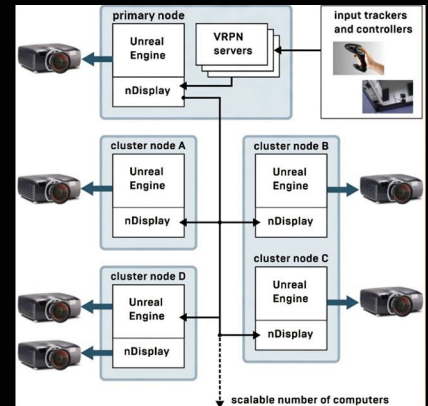 primary node
Unreal
Engine
nDisplay
VRPN
servers
input trackers
and controllers
cluster node A
Unreal
Engine
nDisplay
cluster node B
Unreal
Engine
nDisplay
cluster node D
Unreal
Engine
nDisplay
cluster node C
Unreal
Engine
nDisplay
scalable number of computers